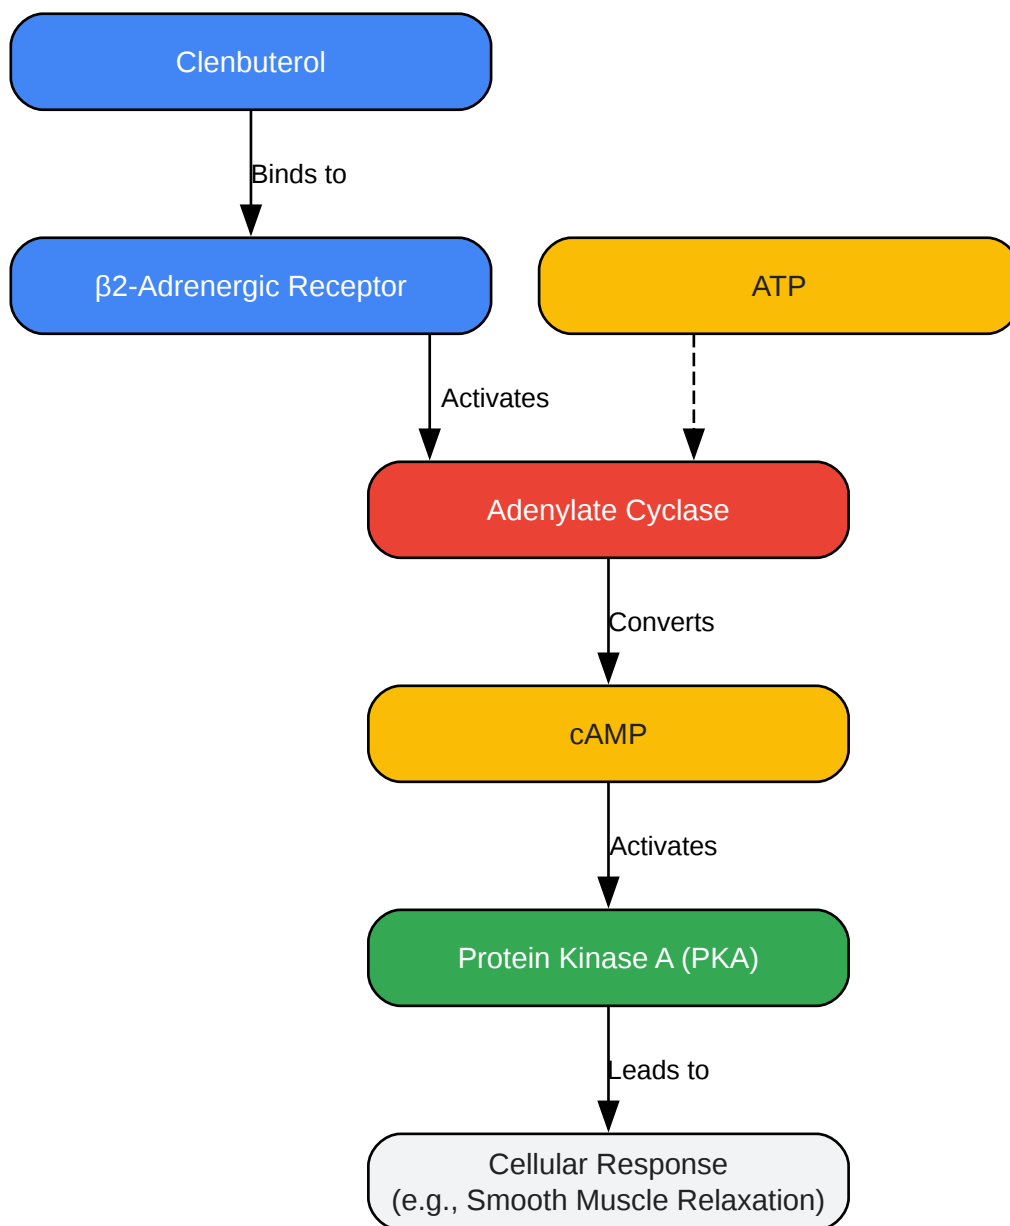 Clenbuterol
Binds to
β2-Adrenergic Receptor
ATP
Activates
Adenylate Cyclase
Converts
cAMP
Activates
Protein Kinase A (PKA)
Leads to
Cellular Response
(e.g., Smooth Muscle Relaxation)